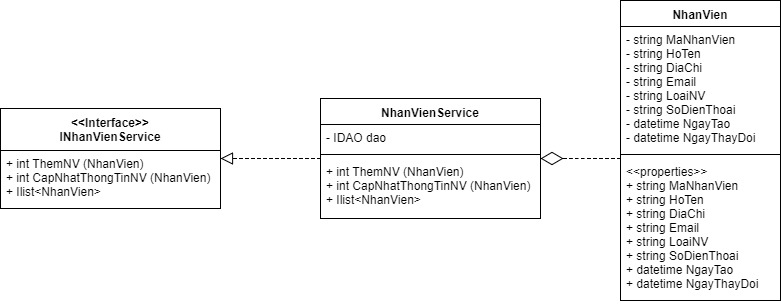 <<Interface>>
INhanVienService
+ int ThemNV (NhanVien)
+ int CapNhatThongTinNV (NhanVien)
+ Ilist<NhanVien>
NhanVienService
- IDAO dao
+ int ThemNV (NhanVien)
+ int CapNhatThongTinNV (NhanVien)
+ Ilist<NhanVien>
NhanVien
- string MaNhanVien
- string HoTen
- string DiaChi
- string Email
- string LoaiNV
- string SoDienThoai
- datetime NgayTao
- datetime NgayThayDoi
<<properties>>
+ string MaNhanVien
+ string HoTen
+ string DiaChi
+ string Email
+ string LoaiNV
+ string SoDienThoai
+ datetime NgayTao
+ datetime NgayThayDoi